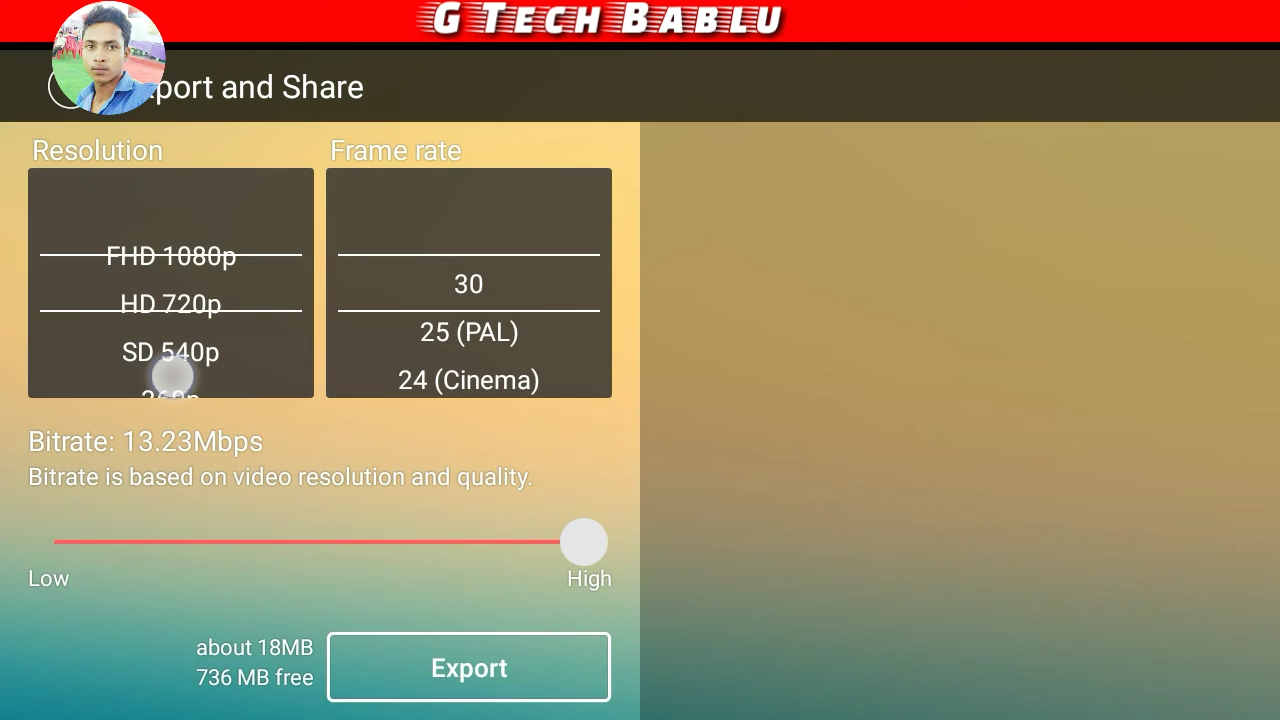 G TECH BABLU
port and Share
Resolution
Frame rate
FHD 1080p
HD 720p
SD 540p
30
25 (PAL)
24 (Cinema)
Bitrate: 13.23Mbps
Bitrate is based on video resolution and quality.
Low
High
about 18MB
736 MB free
Export